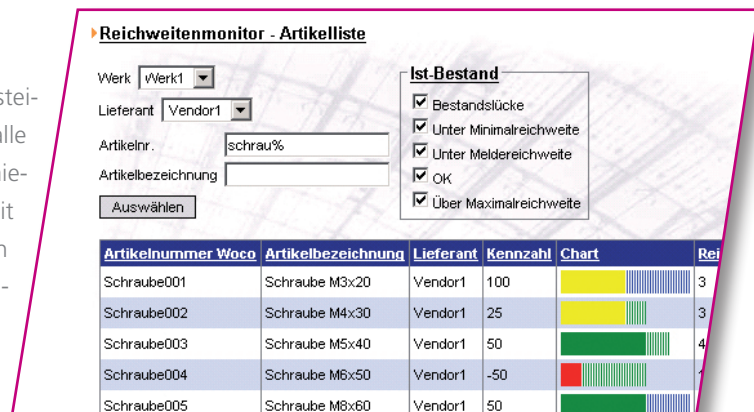 Reichweitenmonitor - Artikelliste
Werk Werk1
Lieferant Vendor1
Artikelnr. schrau%
Artikelbezeichnung
Auswählen
Ist-Bestand
Bestandslücke
Unter Minimalreichweite
Unter Meldereichweite
OK
Über Maximalreichweite
Artikelnummer Woco Artikelbezeichnung Lieferant Kennzahl Chart
Schraube001 Schraube M3x20 Vendor1 100 3
Schraube002 Schraube M4x30 Vendor1 25 3
Schraube003 Schraube M5x40 Vendor1 50 4
Schraube004 Schraube M6x50 Vendor1 -50
Schraube005 Schraube M8x60 Vendor1 50